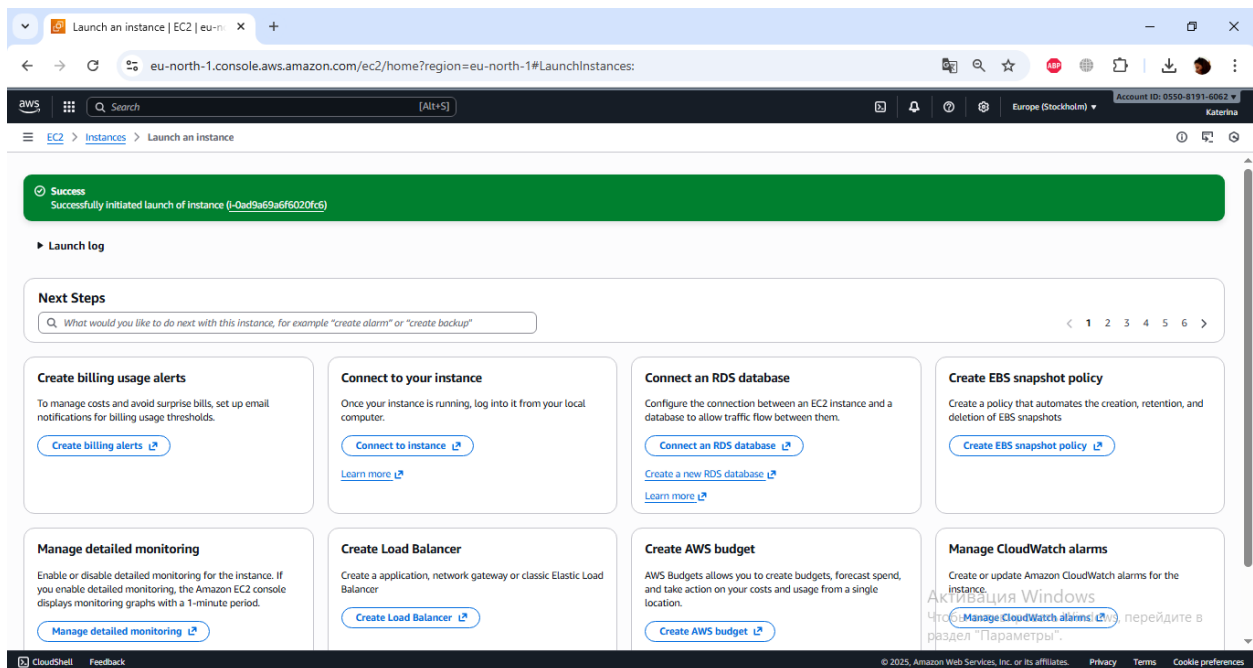 Launch an instance | EC2 | eu-n
eu-north-1.console.aws.amazon.com/ec2/home?region=eu-north-1#LaunchInstances:
ABP
aws
Search
[Alt+S]
Europe (Stockholm)
Account ID: 0550-8191-6062
Katerina
EC2 > Instances > Launch an instance
Success
Successfully initiated launch of instance (i-0ad9a69a6f6020fc6)
Launch log
Next Steps
What would you like to do next with this instance, for example "create alarm" or "create backup"
1 2 3 4 5 6
Create billing usage alerts
To manage costs and avoid surprise bills, set up email
notifications for billing usage thresholds.
Create billing alerts
Connect to your instance
Once your instance is running, log into it from your local
computer.
Connect to instance
Learn more
Connect an RDS database
Configure the connection between an EC2 instance and a
database to allow traffic flow between them.
Connect an RDS database
Create a new RDS database
Learn more
Create EBS snapshot policy
Create a policy that automates the creation, retention, and
deletion of EBS snapshots
Create EBS snapshot policy
Manage detailed monitoring
Enable or disable detailed monitoring for the instance. If
you enable detailed monitoring, the Amazon EC2 console
displays monitoring graphs with a 1-minute period.
Manage detailed monitoring
Create Load Balancer
Create a application, network gateway or classic Elastic Load
Balancer
Create Load Balancer
Create AWS budget
AWS Budgets allows you to create budgets, forecast spend,
and take action on your costs and usage from a single
location.
Create AWS budget
Manage CloudWatch alarms
Create or update Amazon CloudWatch alarms for the
instance.
Manage CloudWatch alarms
Активация Windows
перейдите в
раздел "Параметры".
CloudShell Feedback
© 2025, Amazon Web Services, Inc. or its affiliates. Privacy Terms Cookie preferences